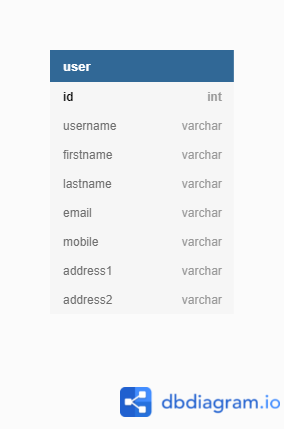 user
id int
username varchar
firstname varchar
lastname varchar
email varchar
mobile varchar
address1 varchar
address2 varchar
dbdiagram.io